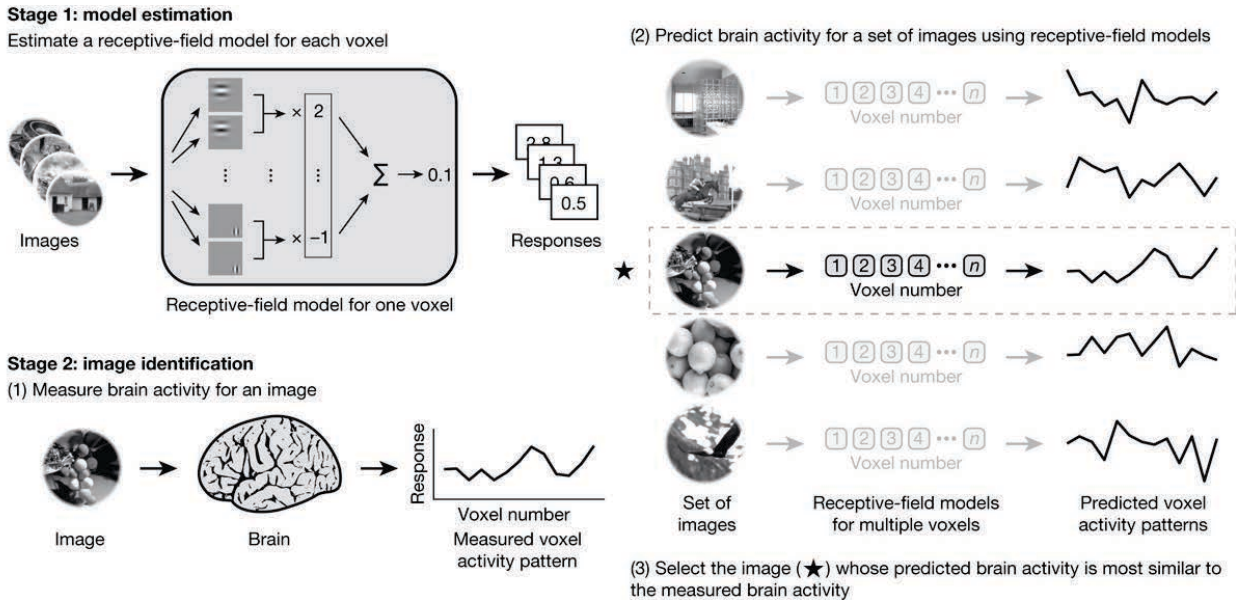 Stage 1: model estimation
Estimate a receptive-field model for each voxel
× 2
Σ
0.1
× −1
2.8
1.3
0.6
0.5
Images
Responses
Receptive-field model for one voxel
Stage 2: image identification
(1) Measure brain activity for an image
Response
Voxel number
Image
Brain
Measured voxel
activity pattern
(2) Predict brain activity for a set of images using receptive-field models
1 2 3 4 ••• n
Voxel number
1 2 3 4 ••• n
Voxel number
★
1 2 3 4 ••• n
Voxel number
1 2 3 4 ••• n
Voxel number
1 2 3 4 ••• n
Voxel number
Set of
images
Receptive-field models
for multiple voxels
Predicted voxel
activity patterns
(3) Select the image (★) whose predicted brain activity is most similar to
the measured brain activity